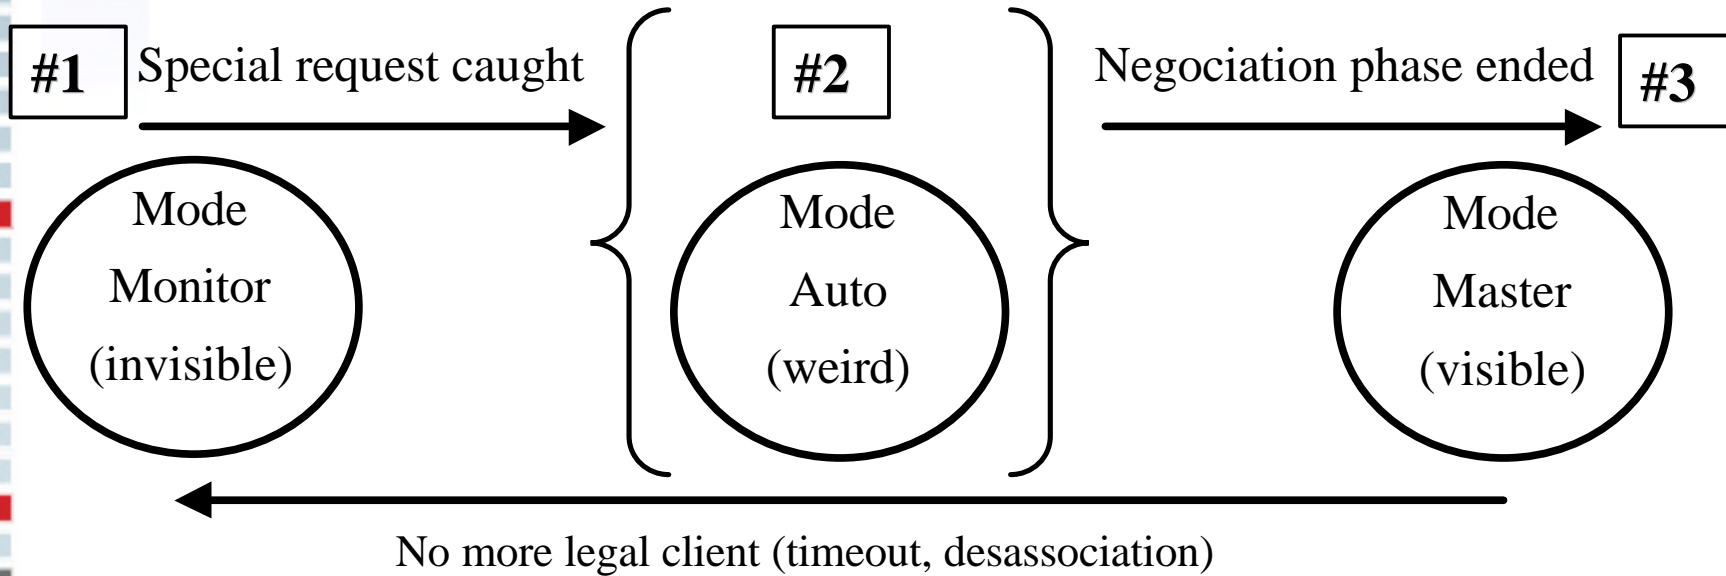 #1
Special request caught
#2
Negociation phase ended
#3
Mode
Monitor
(invisible)
Mode
Auto
(weird)
Mode
Master
(visible)
No more legal client (timeout, desassociation)